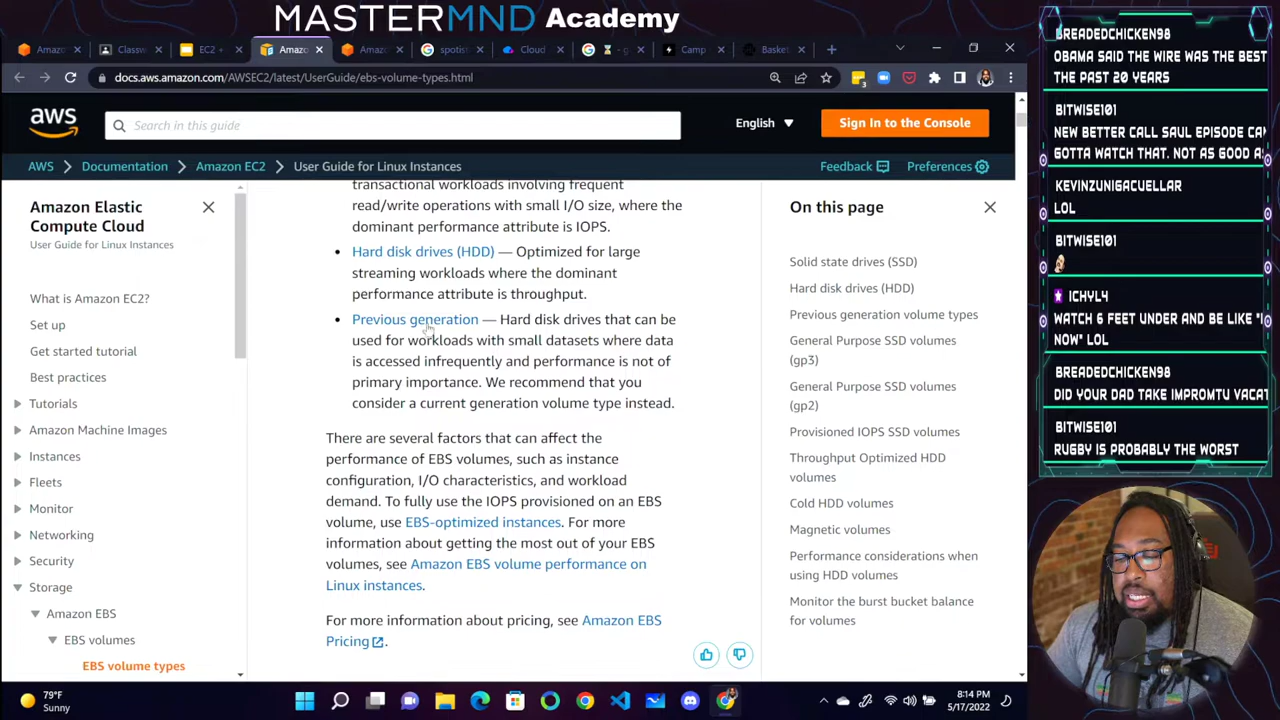 MASTERMND Academy
Amazo
Classw
EC2 +
Amazo
Amazo
spotis
Cloud
Camp
Basket
docs.aws.amazon.com/AWSEC2/latest/UserGuide/ebs-volume-types.html
aws
Search in this guide
English
Sign In to the Console
AWS > Documentation > Amazon EC2 > User Guide for Linux Instances
Feedback
Preferences
Amazon Elastic
Compute Cloud
User Guide for Linux Instances
What is Amazon EC2?
Set up
Get started tutorial
Best practices
Tutorials
Amazon Machine Images
Instances
Fleets
Monitor
Networking
Security
Storage
Amazon EBS
EBS volumes
EBS volume types
transactional workloads involving frequent
read/write operations with small I/O size, where the
dominant performance attribute is IOPS.
• Hard disk drives (HDD) — Optimized for large
streaming workloads where the dominant
performance attribute is throughput.
• Previous generation — Hard disk drives that can be
used for workloads with small datasets where data
is accessed infrequently and performance is not of
primary importance. We recommend that you
consider a current generation volume type instead.
There are several factors that can affect the
performance of EBS volumes, such as instance
configuration, I/O characteristics, and workload
demand. To fully use the IOPS provisioned on an EBS
volume, use EBS-optimized instances. For more
information about getting the most out of your EBS
volumes, see Amazon EBS volume performance on
Linux instances.
For more information about pricing, see Amazon EBS
Pricing.
On this page
Solid state drives (SSD)
Hard disk drives (HDD)
Previous generation volume types
General Purpose SSD volumes
(gp3)
General Purpose SSD volumes
(gp2)
Provisioned IOPS SSD volumes
Throughput Optimized HDD
volumes
Cold HDD volumes
Magnetic volumes
Performance considerations when
using HDD volumes
Monitor the burst bucket balance
for volumes
BREADEDCHICKEN98
OBAMA SAID THE WIRE WAS THE BEST
THE PAST 20 YEARS
BITWISE101
NEW BETTER CALL SAUL EPISODE CA
GOTTA WATCH THAT. NOT AS GOOD A
KEVINZUNIGACUELLAR
LOL
BITWISE101
ICHYL4
WATCH 6 FEET UNDER AND BE LIKE "
NOW" LOL
BREADEDCHICKEN98
DID YOUR DAD TAKE IMPROMTU VACAT
BITWISE101
RUGBY IS PROBABLY THE WORST
79°F
Sunny
8:14 PM
5/17/2022